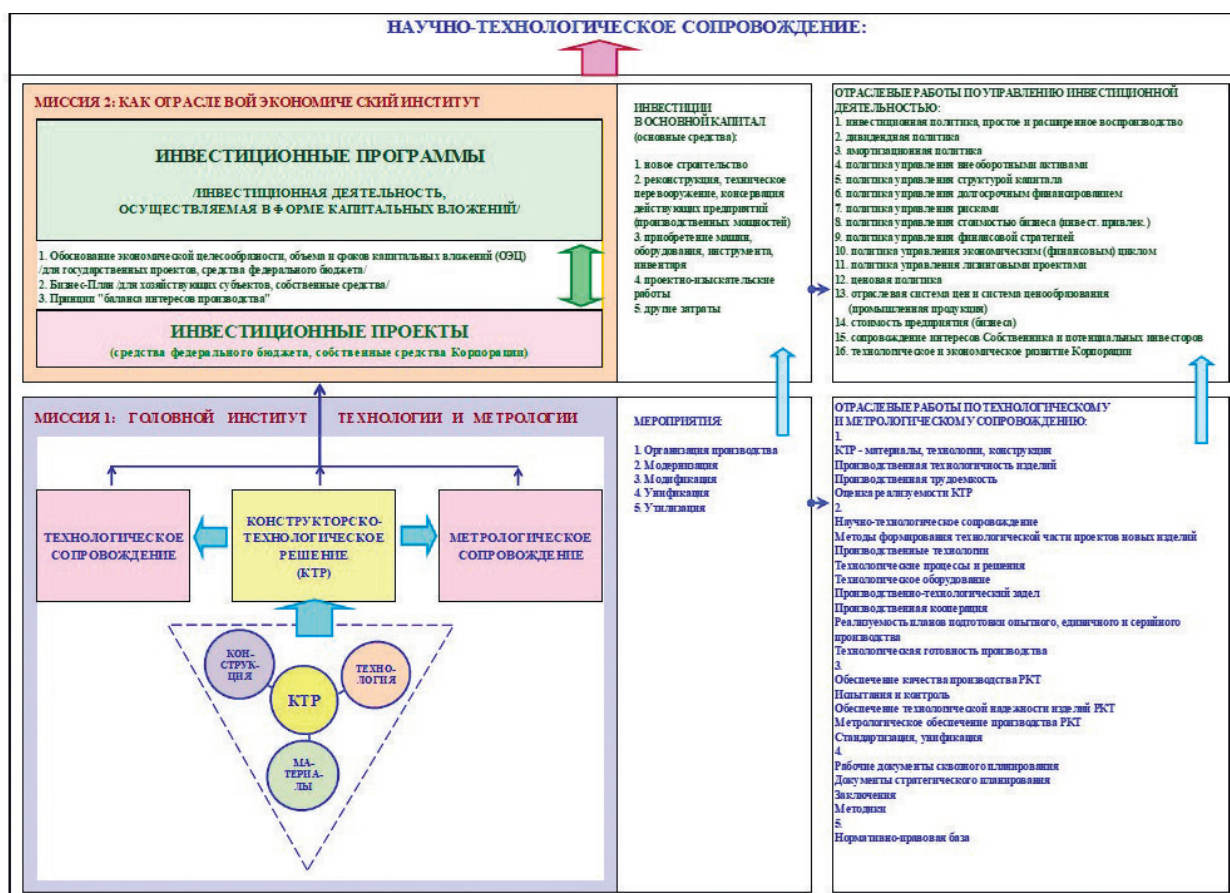 НАУЧНО-ТЕХНОЛОГИЧЕСКОЕ СОПРОВОЖДЕНИЕ:
МИССИЯ 2: КАК ОТРАСЛЕВОЙ ЭКОНОМИЧЕСКИЙ ИНСТИТУТ
ИНВЕСТИЦИОННЫЕ ПРОГРАММЫ
/ИНВЕСТИЦИОННАЯ ДЕЯТЕЛЬНОСТЬ,
ОСУЩЕСТВЛЯЕМАЯ В ФОРМЕ КАПИТАЛЬНЫХ ВЛОЖЕНИЙ/
1. Обоснование экономической целесообразности, объема и сроков капитальных вложений (ОЭЦ)
/для государственных проектов, средства федерального бюджета/
2. Бизнес-План /для хозяйствующих субъектов, собственные средства/
3. Принцип "баланса интересов производства"
ИНВЕСТИЦИОННЫЕ ПРОЕКТЫ
(средства федерального бюджета, собственные средства Корпорации)
ИНВЕСТИЦИИ
В ОСНОВНОЙ КАПИТАЛ
(основные средства):
1. новое строительство
2. реконструкция, техническое
перевооружение, консервация
действующих предприятий
(производственных мощностей)
3. приобретение машин,
оборудования, инструмента,
инвентаря
4. проектно-изыскательские
работы
5. другие затраты
ОТРАСЛЕВЫЕ РАБОТЫ ПО УПРАВЛЕНИЮ ИНВЕСТИЦИОННОЙ
ДЕЯТЕЛЬНОСТЬЮ:
1. инвестиционная политика, простое и расширенное воспроизводство
2. дивидендная политика
3. амортизационная политика
4. политика управления внеоборотными активами
5. политика управления структурой капитала
6. политика управления долгосрочным финансированием
7. политика управления рисками
8. политика управления стоимостью бизнеса (инвест. привлек.)
9. политика управления финансовой стратегией
10. политика управления экономическим (финансовым) циклом
11. политика управления лизинговыми проектами
12. ценовая политика
13. отраслевая система цен и система ценообразования
(промышленная продукция)
14. стоимость предприятия (бизнеса)
15. сопровождение интересов Собственника и потенциальных инвесторов
16. технологическое и экономическое развитие Корпорации
МИССИЯ 1: ГОЛОВНОЙ ИНСТИТУТ ТЕХНОЛОГИИ И МЕТРОЛОГИИ
ТЕХНОЛОГИЧЕСКОЕ
СОПРОВОЖДЕНИЕ
КОНСТРУКТОРСКО-
ТЕХНОЛОГИЧЕСКОЕ
РЕШЕНИЕ
(КТР)
МЕТРОЛОГИЧЕСКОЕ
СОПРОВОЖДЕНИЕ
КОН-
СТРУК-
ЦИЯ
ТЕХНО-
ЛОГИЯ
КТР
МА-
ТЕРИА-
ЛЫ
МЕРОПРИЯТИЯ:
1. Организация производства
2. Модернизация
3. Модификация
4. Унификация
5. Утилизация
ОТРАСЛЕВЫЕ РАБОТЫ ПО ТЕХНОЛОГИЧЕСКОМУ
И МЕТРОЛОГИЧЕСКОМУ СОПРОВОЖДЕНИЮ:
1.
КТР - материалы, технологии, конструкция
Производственная технологичность изделий
Производственная трудоемкость
Оценка реализуемости КТР
2.
Научно-технологическое сопровождение
Методы формирования технологической части проектов новых изделий
Производственные технологии
Технологические процессы и решения
Технологическое оборудование
Производственно-технологический задел
Производственная кооперация
Реализуемость планов подготовки опытного, единичного и серийного
производства
Технологическая готовность производства
3.
Обеспечение качества производства РКТ
Испытания и контроль
Обеспечение технологической надежности изделий РКТ
Метрологическое обеспечение производства РКТ
Стандартизация, унификация
4.
Рабочие документы сквозного планирования
Документы стратегического планирования
Заключения
Методики
5.
Нормативно-правовая база